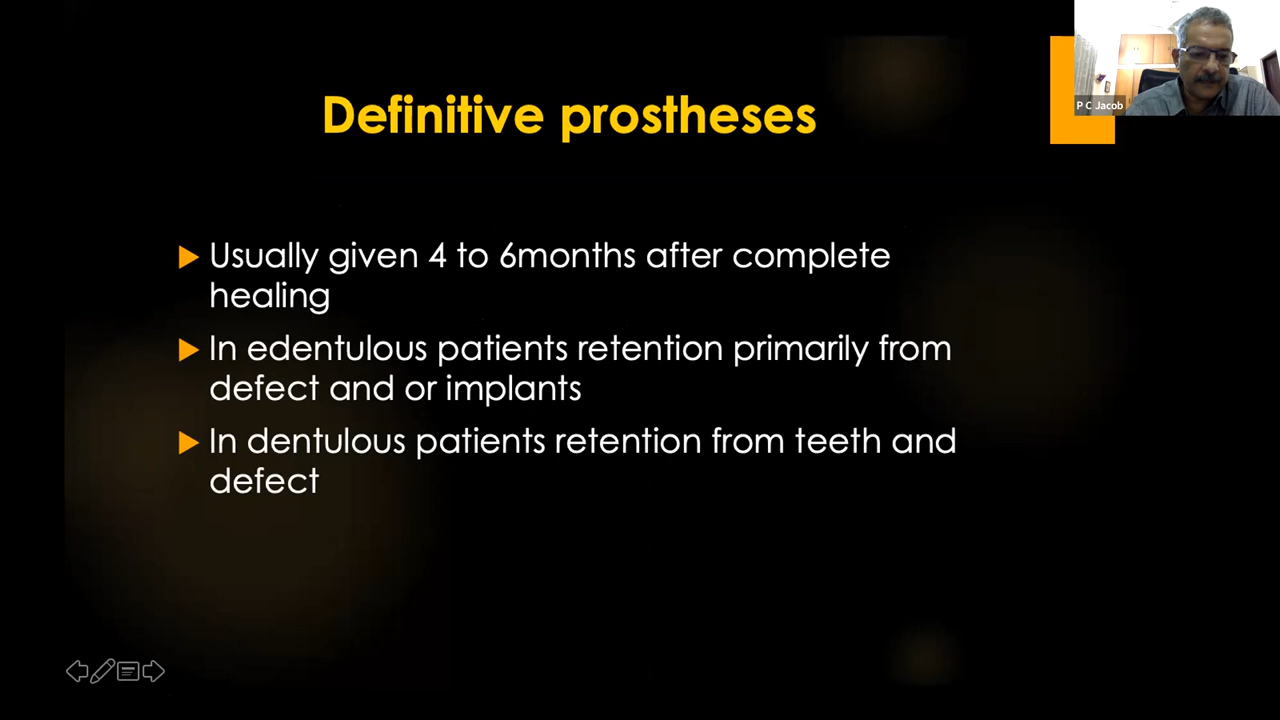 P C Jacob
Definitive prostheses
Usually given 4 to 6months after complete
healing
In edentulous patients retention primarily from
defect and or implants
In dentulous patients retention from teeth and
defect